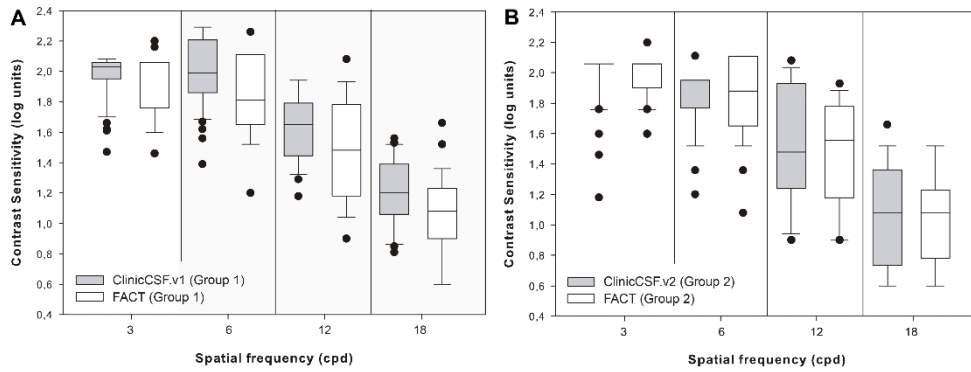 A
Contrast Sensitivity (log units)
2,4
2,2
2,0
1,8
1,6
1,4
1,2
1,0
0,8
0,6
0,4
ClinicCSF.v1 (Group 1)
FACT (Group 1)
3 6 12 18
Spatial frequency (cpd)
B
Contrast Sensitivity (log units)
2,4
2,2
2,0
1,8
1,6
1,4
1,2
1,0
0,8
0,6
0,4
ClinicCSF.v2 (Group 2)
FACT (Group 2)
3 6 12 18
Spatial frequency (cpd)